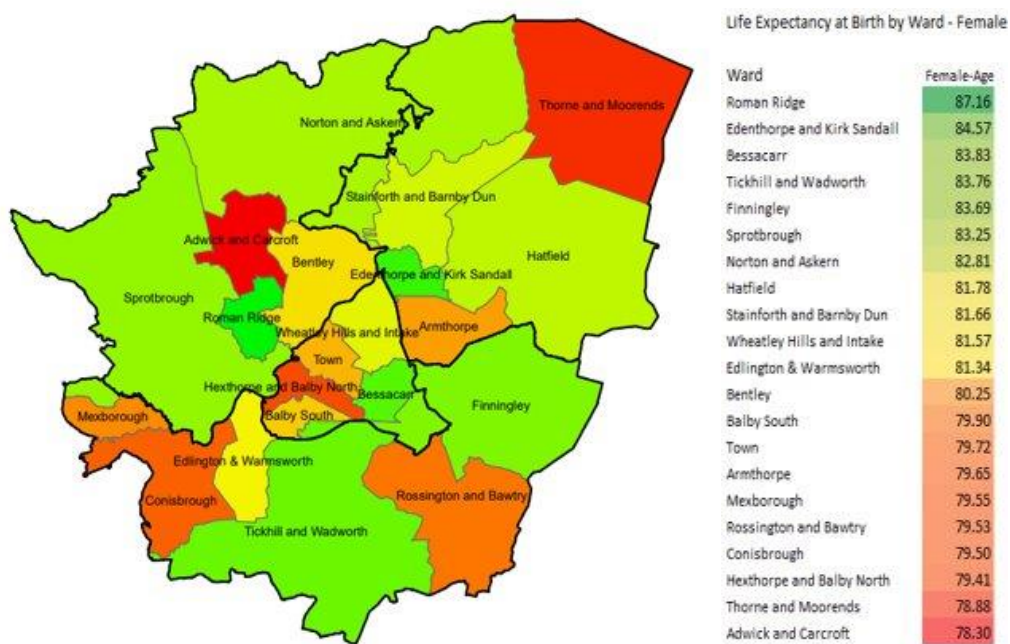 Life Expectancy at Birth by Ward - Female
Ward Female-Age
Roman Ridge 87.16
Edenthorpe and Kirk Sandall 84.57
Bessacarr 83.83
Tickhill and Wadworth 83.76
Finningley 83.69
Sprotbrough 83.25
Norton and Askern 82.81
Hatfield 81.78
Stainforth and Barnby Dun 81.66
Wheatley Hills and Intake 81.57
Edlington & Warmsworth 81.34
Bentley 80.25
Balby South 79.90
Town 79.72
Armthorpe 79.65
Mexborough 79.55
Rossington and Bawtry 79.53
Conisbrough 79.50
Hexthorpe and Balby North 79.41
Thorne and Moorends 78.88
Adwick and Carcroft 78.30
Thorne and Moorends
Norton and Askern
Stainforth and Barnby Dun
Adwick and Carcroft
Hatfield
Bentley
Edenthorpe and Kirk Sandall
Sprotbrough
Roman Ridge
Armthorpe
Wheatley Hills and Intake
Town
Hexthorpe and Balby North
Bessacarr
Finningley
Mexborough
Balby South
Edlington & Warmsworth
Rossington and Bawtry
Conisbrough
Tickhill and Wadworth